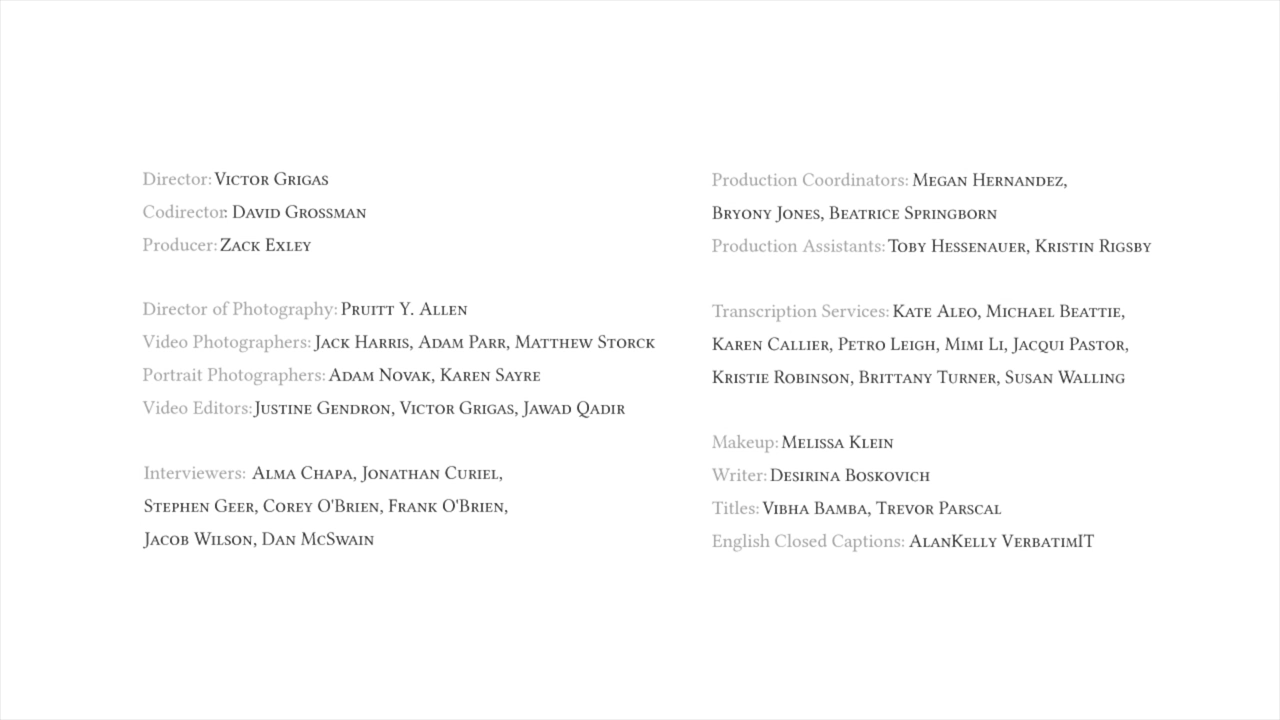 Director: Victor Grigas
Codirector: David Grossman
Producer: Zack Exley
Director of Photography: Pruitt Y. Allen
Video Photographers: Jack Harris, Adam Parr, Matthew Storck
Portrait Photographers: Adam Novak, Karen Sayre
Video Editors: Justine Gendron, Victor Grigas, Jawad Qadir
Interviewers: Alma Chapa, Jonathan Curiel,
Stephen Geer, Corey O'Brien, Frank O'Brien,
Jacob Wilson, Dan McSwain
Production Coordinators: Megan Hernandez,
Bryony Jones, Beatrice Springborn
Production Assistants: Toby Hessenauer, Kristin Rigsby
Transcription Services: Kate Aleo, Michael Beattie,
Karen Callier, Petro Leigh, Mimi Li, Jacqui Pastor,
Kristie Robinson, Brittany Turner, Susan Walling
Makeup: Melissa Klein
Writer: Desirina Boskovich
Titles: Vibha Bamba, Trevor Parscal
English Closed Captions: AlanKelly VerbatimIT